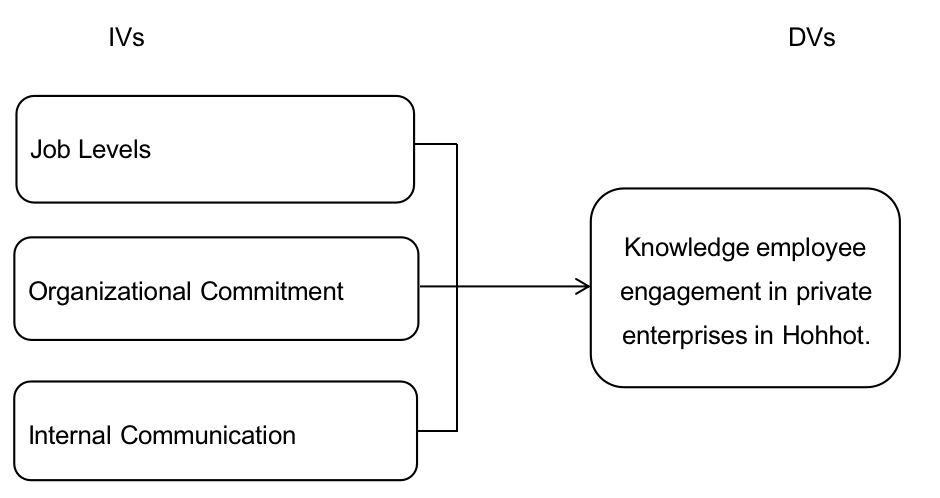 IVs
DVs
Job Levels
Organizational Commitment
Internal Communication
Knowledge employee
engagement in private
enterprises in Hohhot.